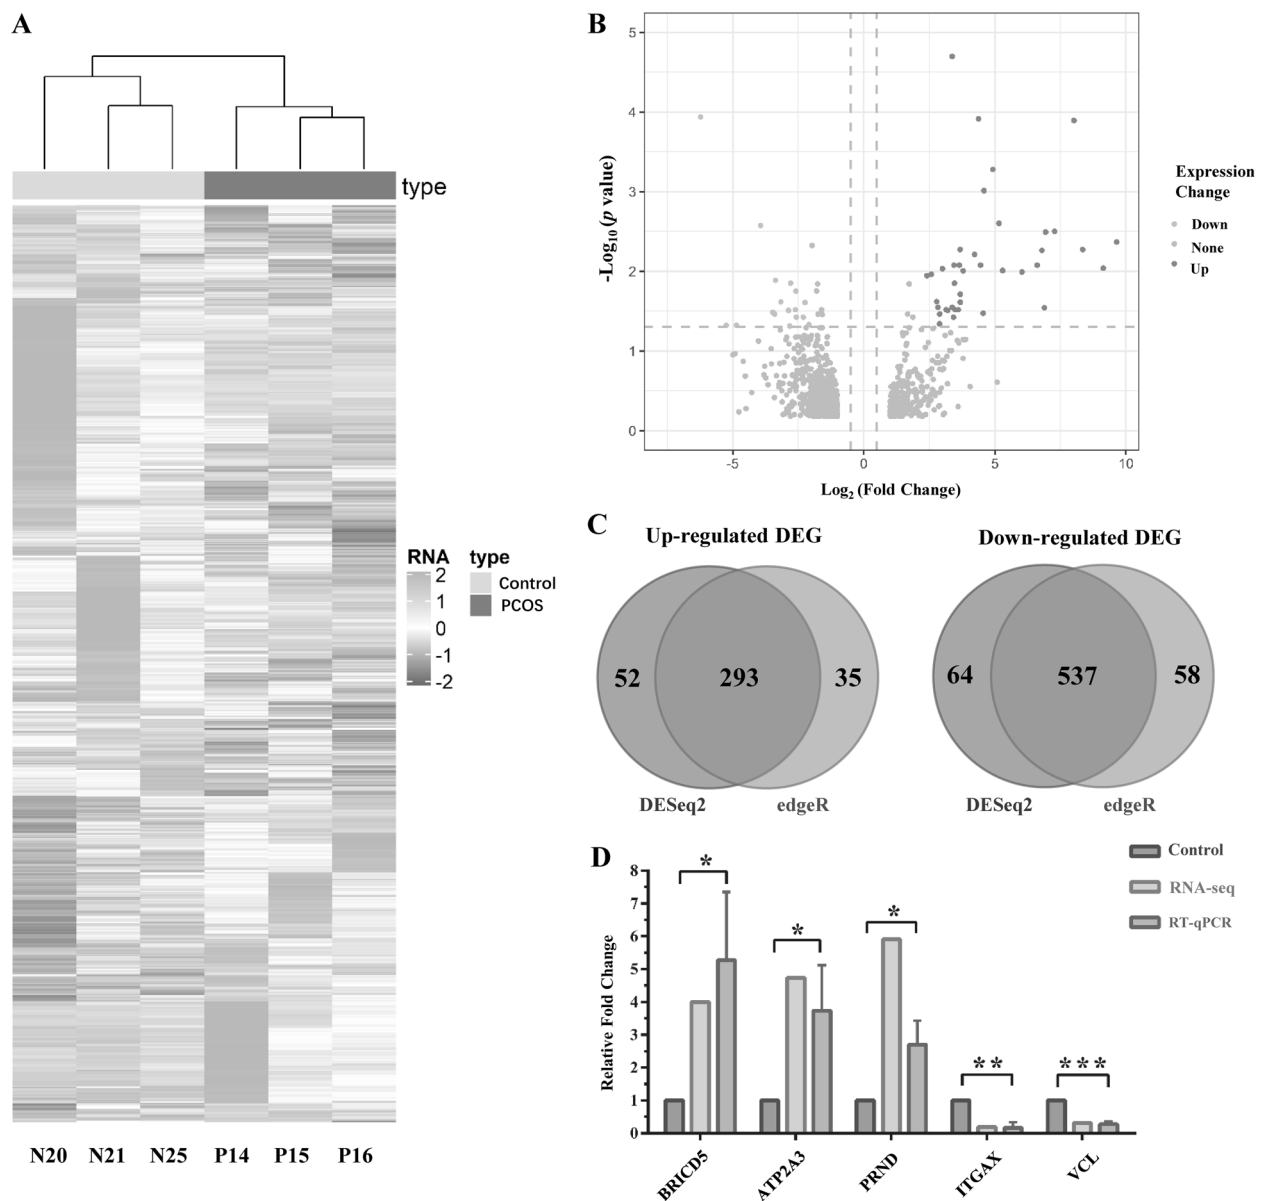 A
type
RNA
2
1
0
-1
-2
type
Control
PCOS
N20 N21 N25 P14 P15 P16
B
5
4
3
2
1
0
-Log10 (p value)
-5 0 5 10
Log2 (Fold Change)
Expression
Change
Down
None
Up
C
Up-regulated DEG
52 293 35
DESeq2 edgeR
Down-regulated DEG
64 537 58
DESeq2 edgeR
D
Control
RNA-seq
RT-qPCR
8
7
6
5
4
3
2
1
0
Relative Fold Change
* * * ** ***
BRICD5 ATP2A3 PRND ITGAX VCL